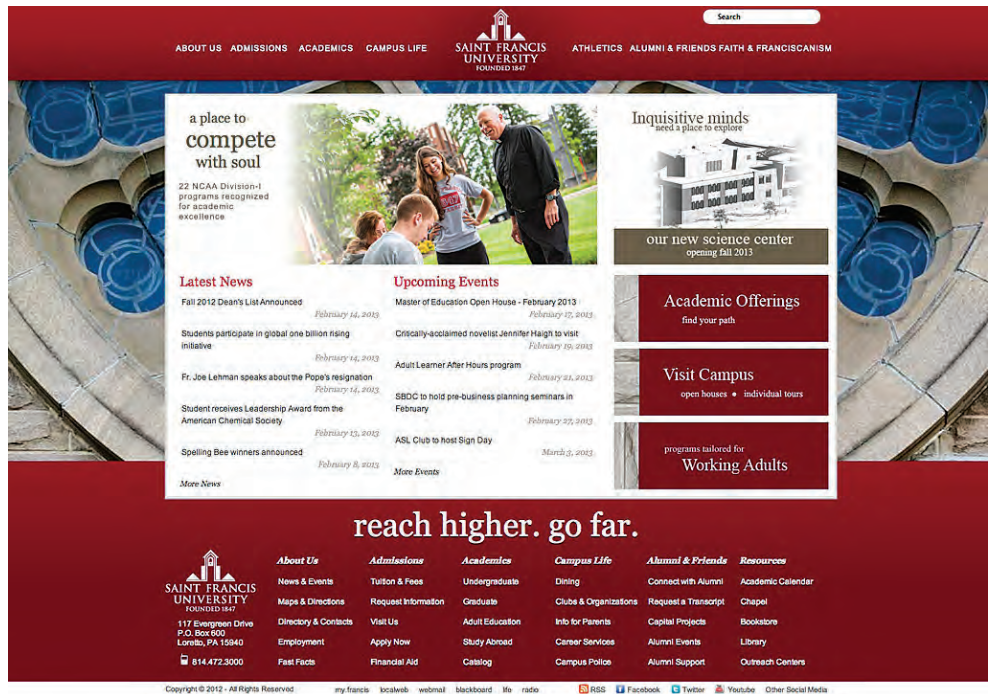 Search
ABOUT US ADMISSIONS ACADEMICS CAMPUS LIFE
SAINT FRANCIS
UNIVERSITY
FOUNDED 1847
ATHLETICS ALUMNI & FRIENDS FAITH & FRANCISCANISM
a place to
compete
with soul
22 NCAA Division-I
programs recognized
for academic
excellence
Inquisitive minds
need a place to explore
our new science center
opening fall 2013
Latest News
Fall 2012 Dean's List Announced
February 14, 2013
Students participate in global one billion rising
initiative
February 14, 2013
Fr. Joe Lehman speaks about the Pope's resignation
February 14, 2013
Student receives Leadership Award from the
American Chemical Society
February 13, 2013
Spelling Bee winners announced
February 8, 2013
More News
Upcoming Events
Master of Education Open House - February 2013
February 17, 2013
Critically-acclaimed novelist Jennifer Haigh to visit
February 19, 2013
Adult Learner After Hours program
February 21, 2013
SBDC to hold pre-business planning seminars in
February
February 27, 2013
ASL Club to host Sign Day
March 3, 2013
More Events
Academic Offerings
find your path
Visit Campus
open houses ● individual tours
programs tailored for
Working Adults
reach higher. go far.
SAINT FRANCIS
UNIVERSITY
FOUNDED 1847
117 Evergreen Drive
P.O. Box 600
Loretto, PA 15940
814.472.3000
About Us
News & Events
Maps & Directions
Directory & Contacts
Employment
Fast Facts
Admissions
Tuition & Fees
Request Information
Visit Us
Apply Now
Financial Aid
Academics
Undergraduate
Graduate
Adult Education
Study Abroad
Catalog
Campus Life
Dining
Clubs & Organizations
Info for Parents
Career Services
Campus Police
Alumni & Friends
Connect with Alumni
Request a Transcript
Capital Projects
Alumni Events
Alumni Support
Resources
Academic Calendar
Chapel
Bookstore
Library
Outreach Centers
Copyright © 2012 - All Rights Reserved
my.francis localweb webmail blackboard life radio
RSS Facebook Twitter Youtube Other Social Media